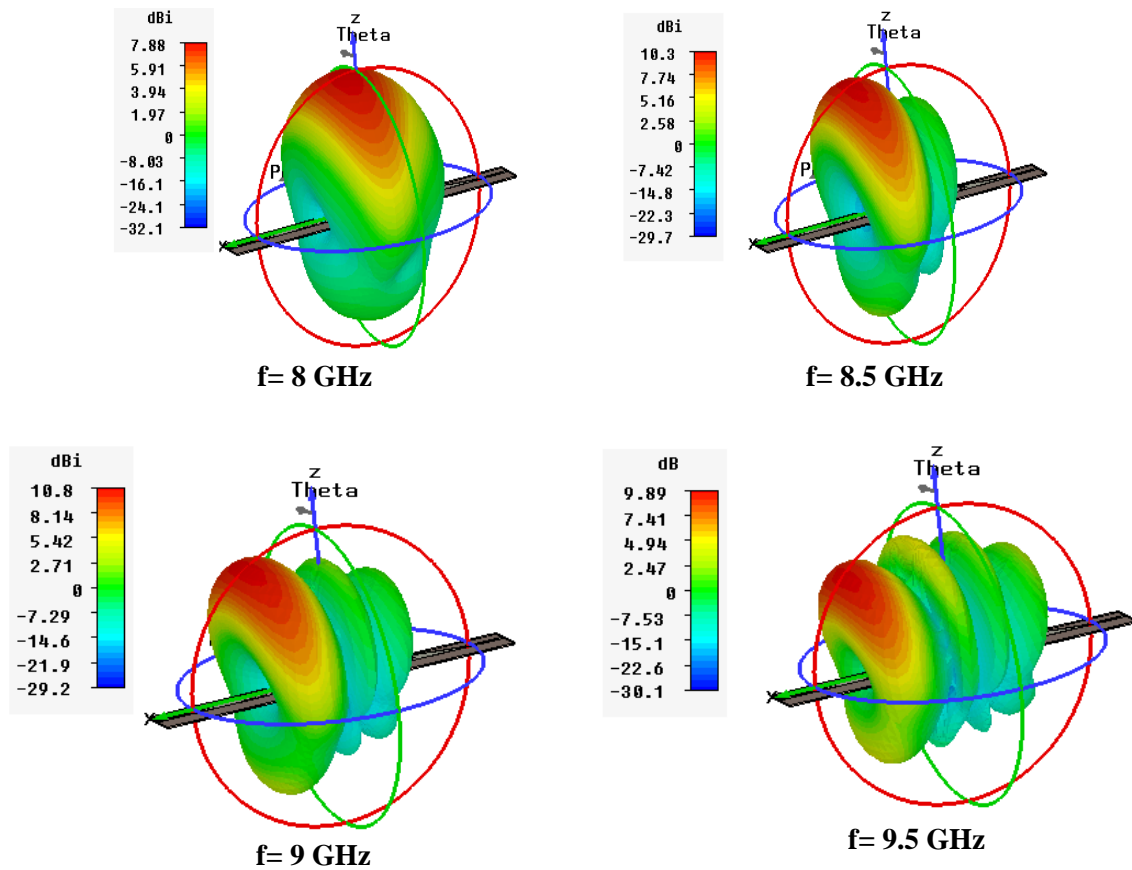 dBi
7.88
5.91
3.94
1.97
0
-8.03
-16.1
-24.1
-32.1
z
Theta
P
f= 8 GHz
dBi
10.3
7.74
5.16
2.58
0
-7.42
-14.8
-22.3
-29.7
z
Theta
P
f= 8.5 GHz
dBi
10.8
8.14
5.42
2.71
0
-7.29
-14.6
-21.9
-29.2
z
Theta
f= 9 GHz
dB
9.89
7.41
4.94
2.47
0
-7.53
-15.1
-22.6
-30.1
z
Theta
f= 9.5 GHz